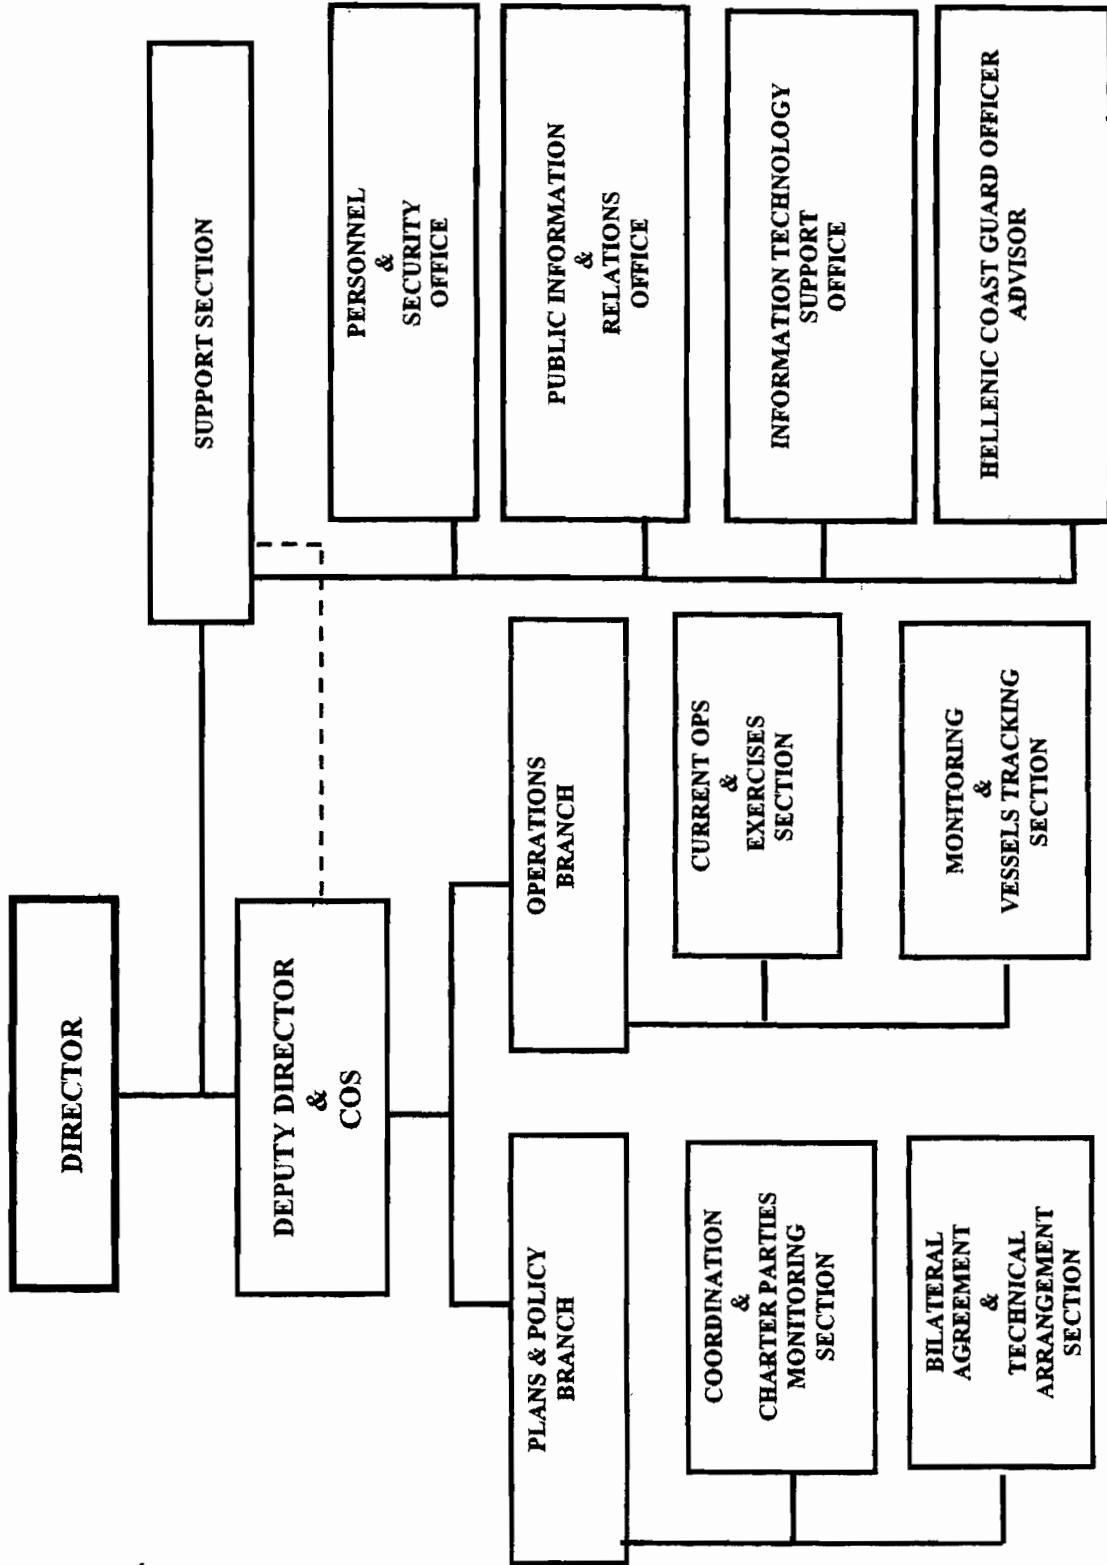 DIRECTOR
SUPPORT SECTION
DEPUTY DIRECTOR
&
COS
PLANS & POLICY
BRANCH
OPERATIONS
BRANCH
PERSONNEL
&
SECURITY
OFFICE
COORDINATION
&
CHARTER PARTIES
MONITORING
SECTION
CURRENT OPS
&
EXERCISES
SECTION
PUBLIC INFORMATION
&
RELATIONS
OFFICE
INFORMATION TECHNOLOGY
SUPPORT
OFFICE
BILATERAL
AGREEMENT
&
TECHNICAL
ARRANGEMENT
SECTION
MONITORING
&
VESSELS TRACKING
SECTION
HELLENIC COAST GUARD OFFICER
ADVISOR